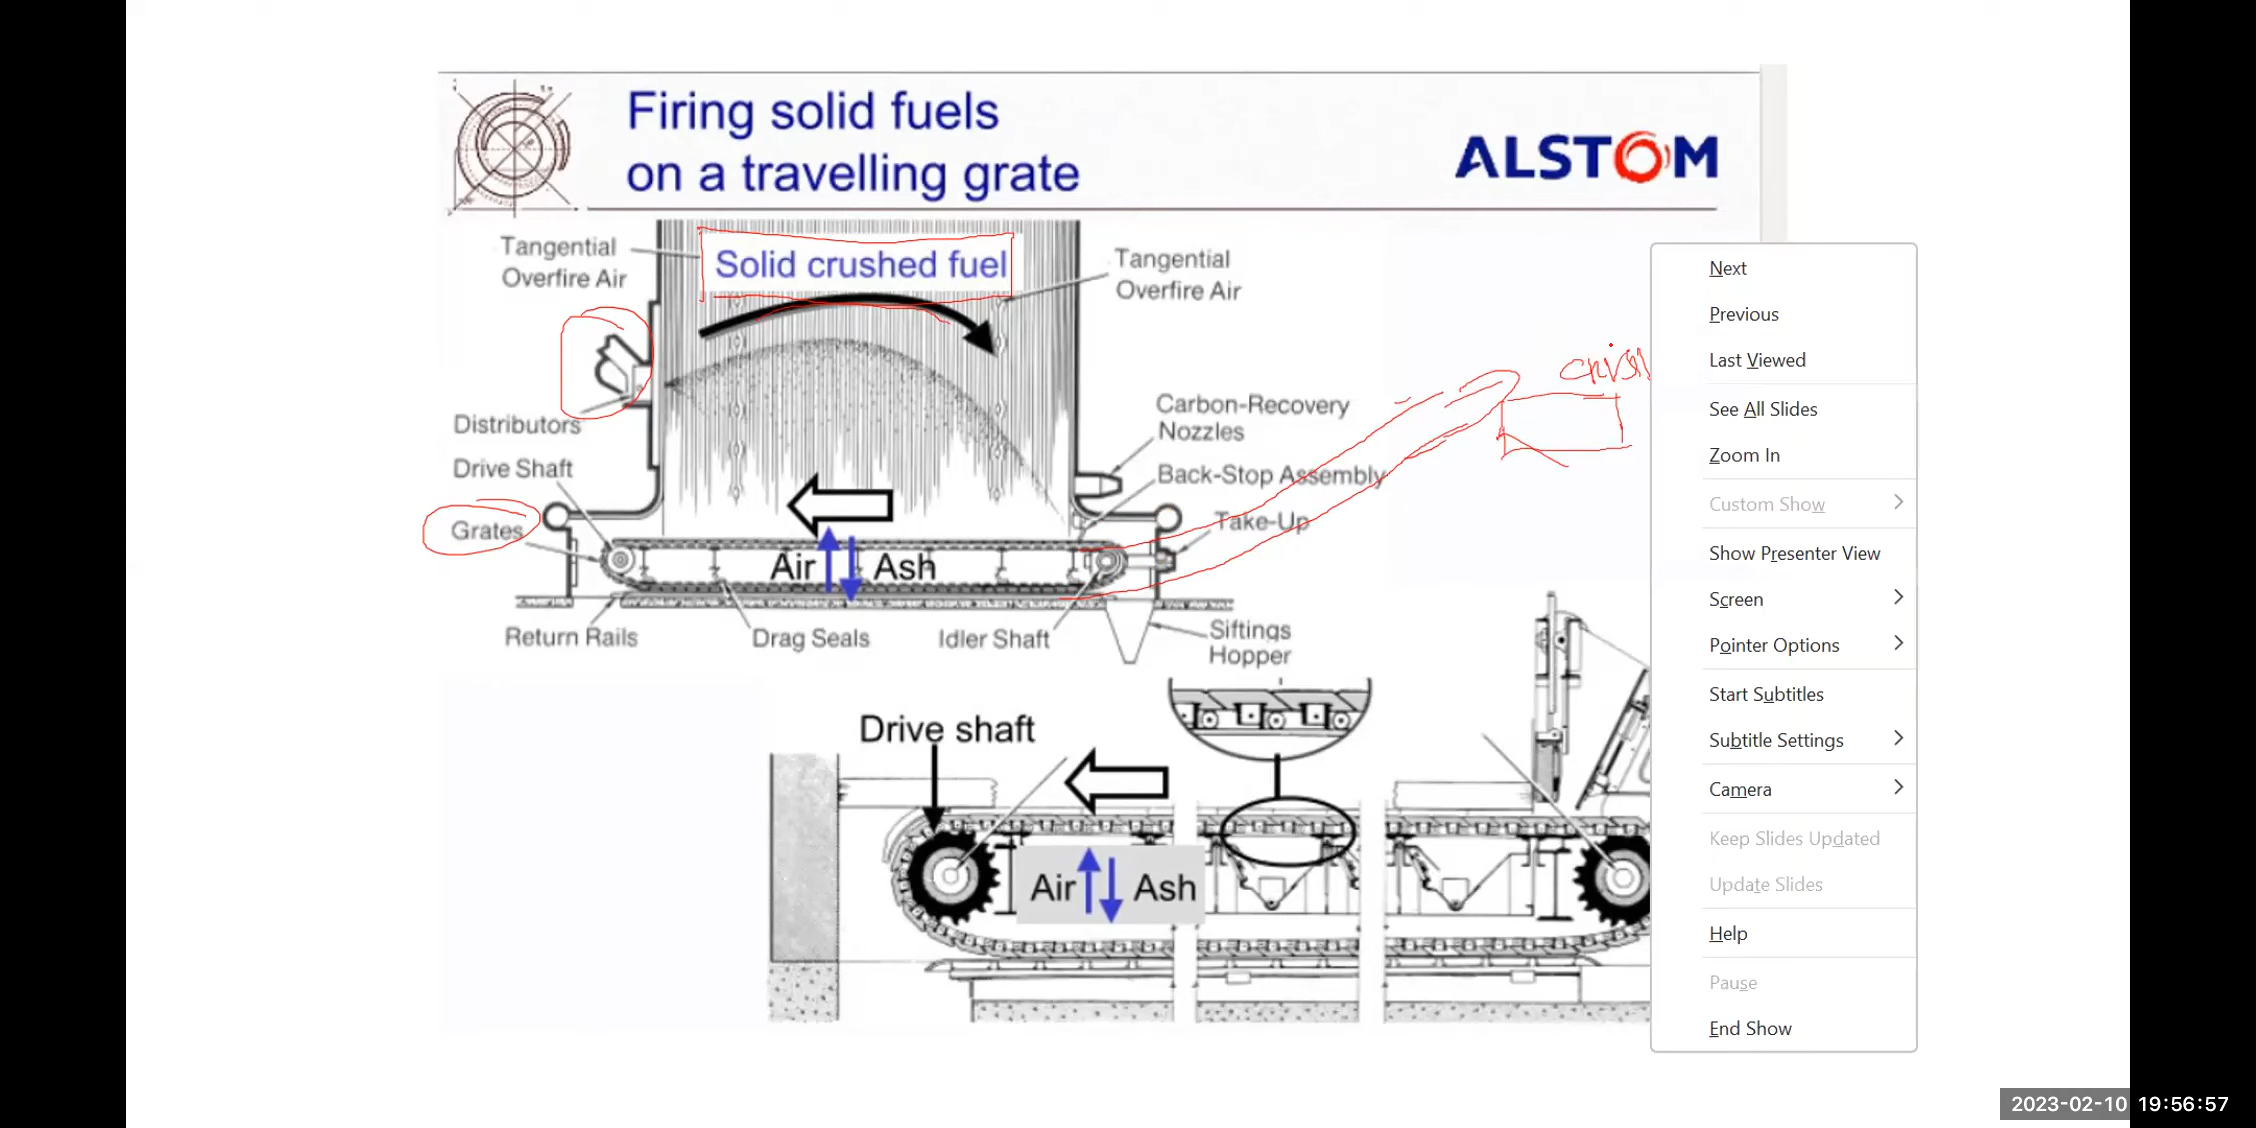 Firing solid fuels
on a travelling grate
ALSTOM
Tangential
Overfire Air
Solid crushed fuel
Tangential
Overfire Air
Distributors
Drive Shaft
Grates
Carbon-Recovery
Nozzles
Back-Stop Assembly
Take-Up
Air
Ash
Return Rails
Drag Seals
Idler Shaft
Siftings
Hopper
Drive shaft
Air
Ash
Next
Previous
Last Viewed
See All Slides
Zoom In
Custom Show
Show Presenter View
Screen
Pointer Options
Start Subtitles
Subtitle Settings
Camera
Keep Slides Updated
Update Slides
Help
Pause
End Show
2023-02-10 19:56:57